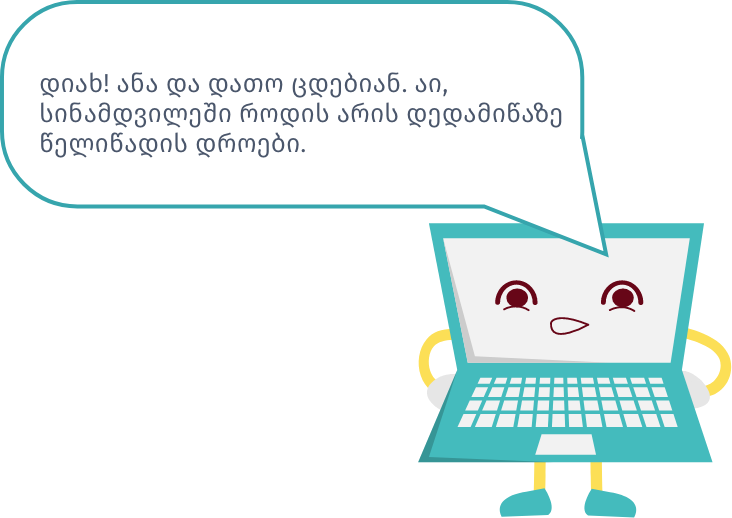 დიახ! ანა და დათო ცდებიან. აი,
სინამდვილეში როდის არის დედამიწაზე
წელიწადის დროები.